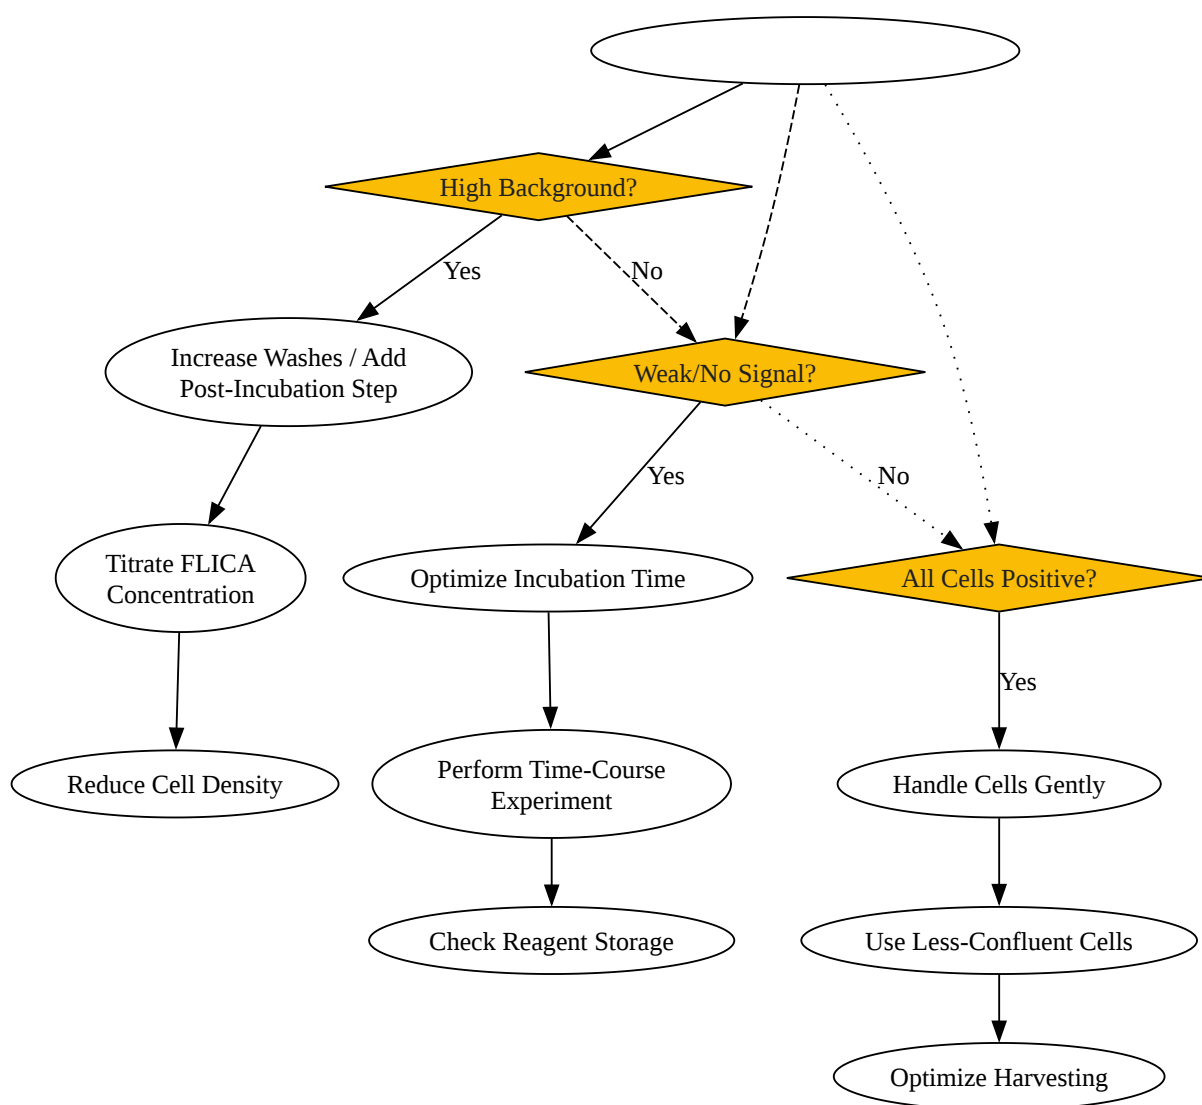 High Background?
Yes
No
Increase Washes / Add
Post-Incubation Step
Weak/No Signal?
Yes
No
Titrate FLICA
Concentration
Optimize Incubation Time
All Cells Positive?
Yes
Reduce Cell Density
Perform Time-Course
Experiment
Handle Cells Gently
Check Reagent Storage
Use Less-Confluent Cells
Optimize Harvesting